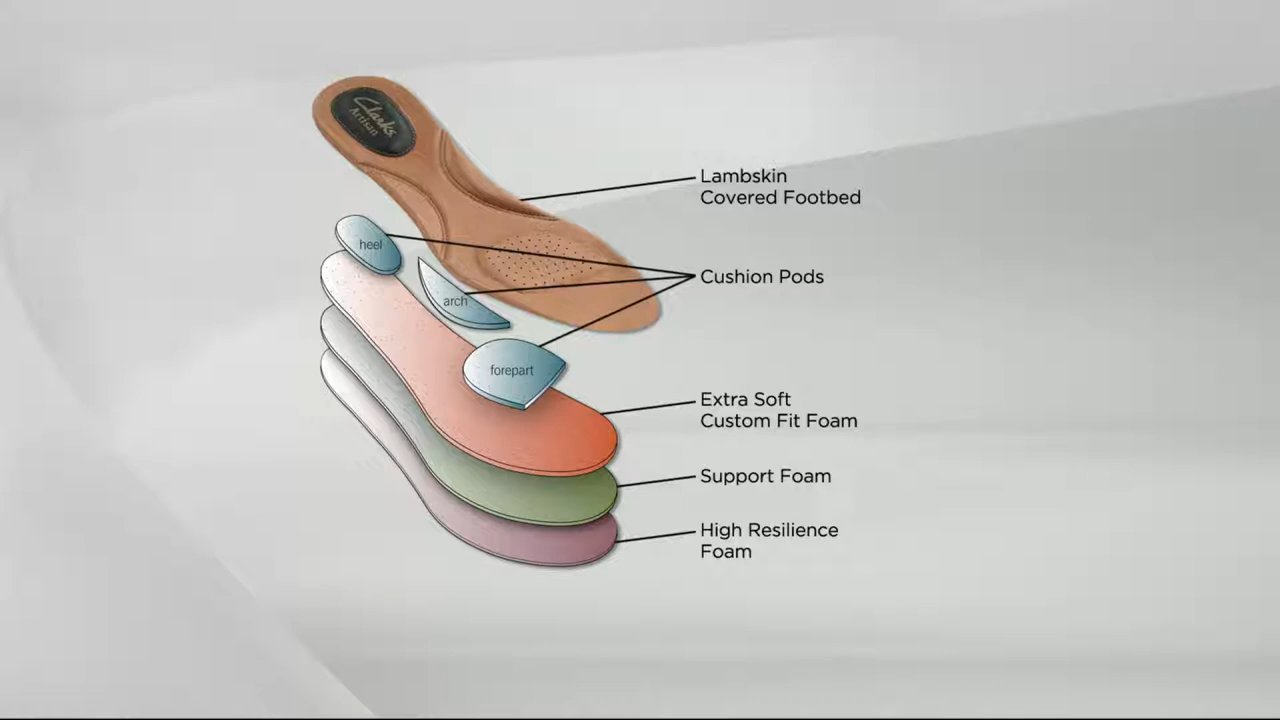 Clarks
Artisan
Lambskin
Covered Footbed
heel
Cushion Pods
arch
forepart
Extra Soft
Custom Fit Foam
Support Foam
High Resilience
Foam